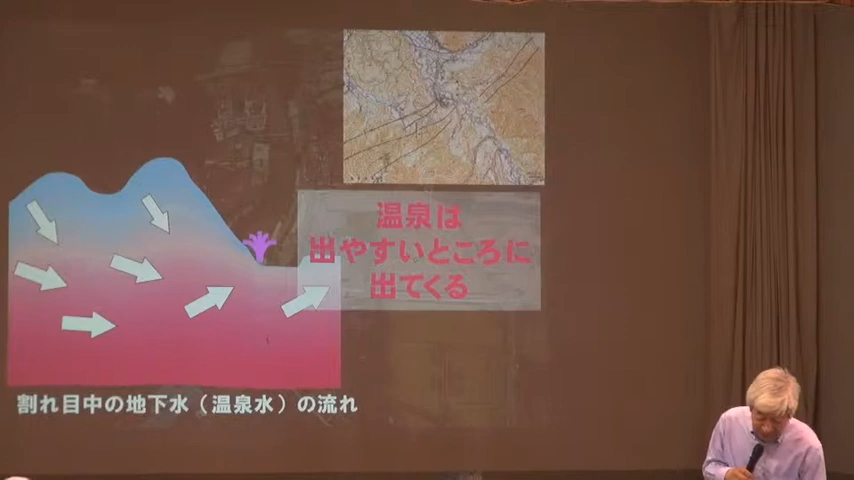 温泉は
出やすいところに
出てくる
割れ目中の地下水（温泉水）の流れ